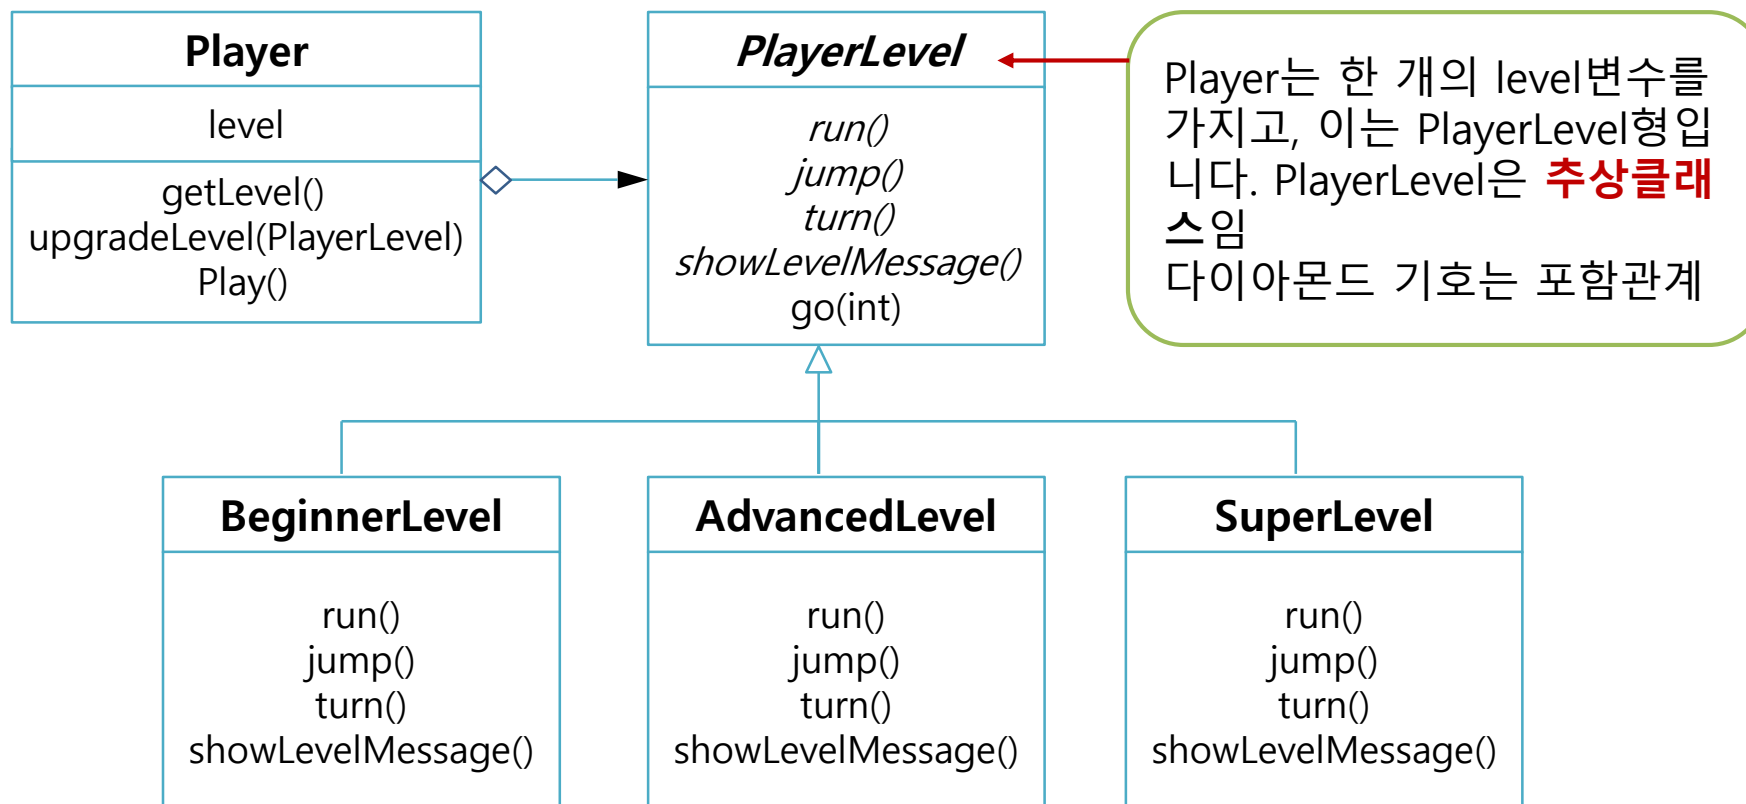 Player
level
getLevel()
upgradeLevel(PlayerLevel)
Play()
PlayerLevel
run()
jump()
turn()
showLevelMessage()
go(int)
Player는 한 개의 level변수를
가지고, 이는 PlayerLevel형입
니다. PlayerLevel은 추상클래
스임
다이아몬드 기호는 포함관계
BeginnerLevel
run()
jump()
turn()
showLevelMessage()
AdvancedLevel
run()
jump()
turn()
showLevelMessage()
SuperLevel
run()
jump()
turn()
showLevelMessage()